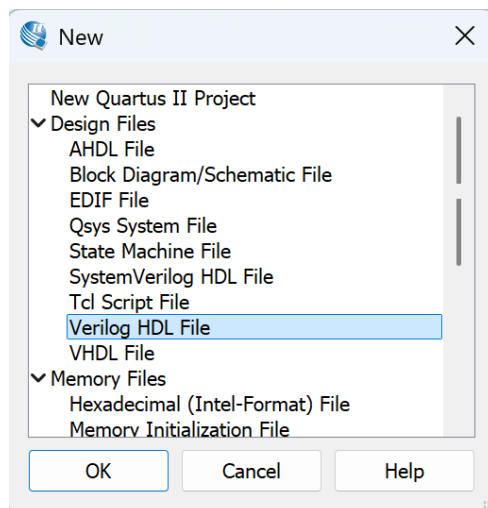 New
New Quartus II Project
Design Files
AHDL File
Block Diagram/Schematic File
EDIF File
Qsys System File
State Machine File
SystemVerilog HDL File
Tcl Script File
Verilog HDL File
VHDL File
Memory Files
Hexadecimal (Intel-Format) File
Memory Initialization File
OK Cancel Help